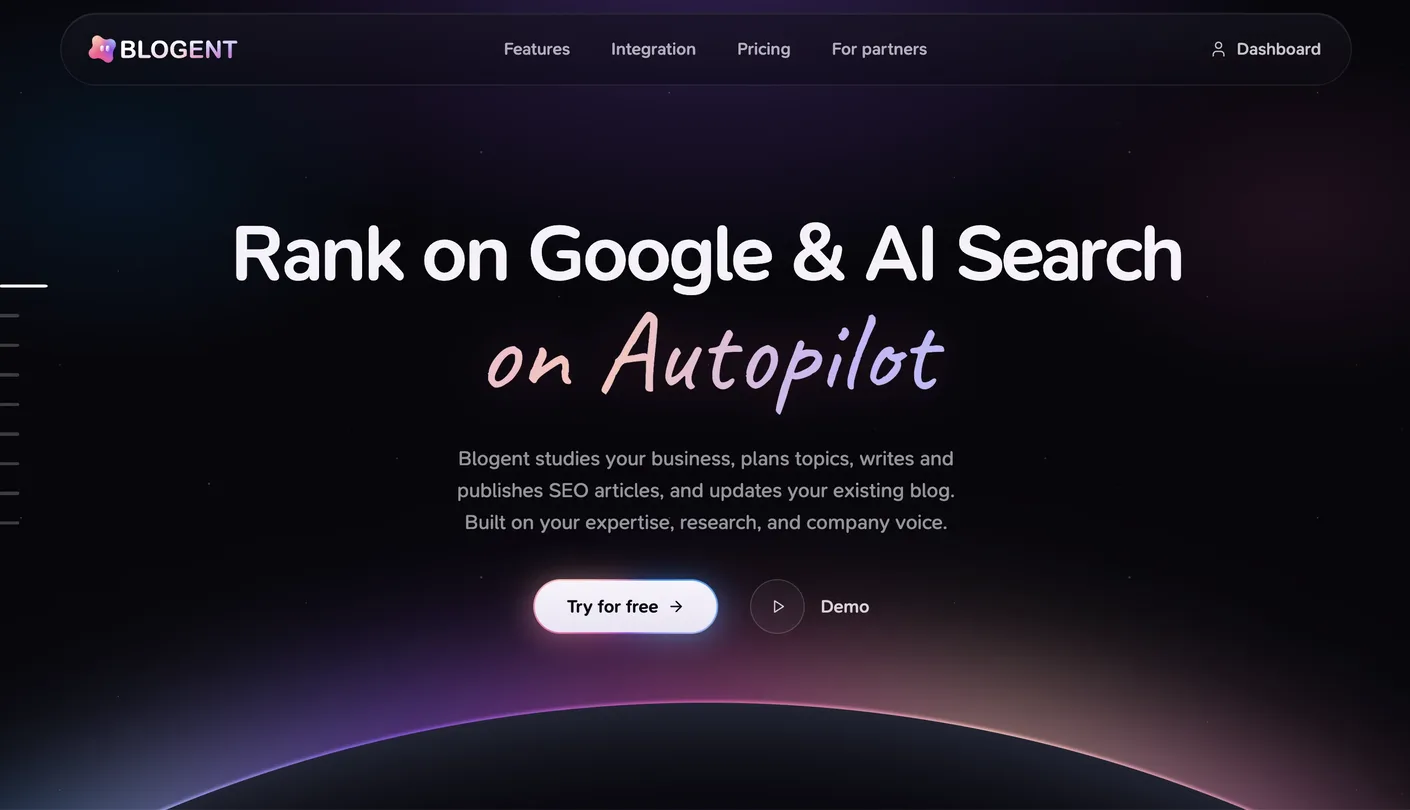 BLOGENT
Features
Integration
Pricing
For partners
Dashboard
Rank on Google & AI Search
on Autopilot
Blogent studies your business, plans topics, writes and
publishes SEO articles, and updates your existing blog.
Built on your expertise, research, and company voice.
Try for free →
Demo